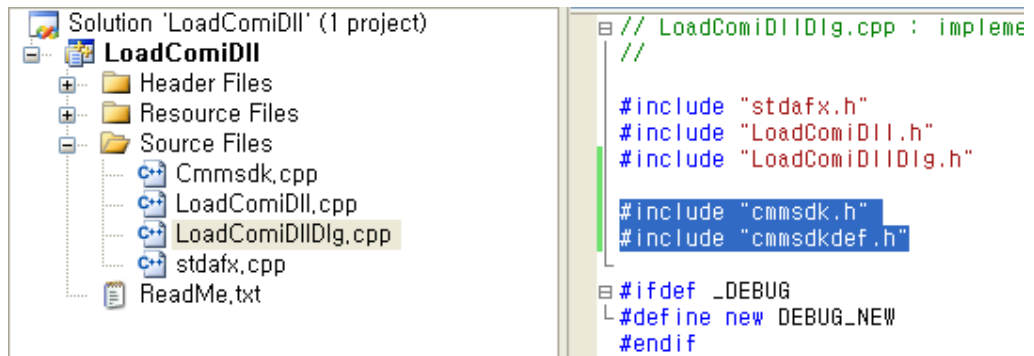 Solution 'LoadComiDll' (1 project)
LoadComiDll
Header Files
Resource Files
Source Files
Cmmsdk,cpp
LoadComiDll,cpp
LoadComiDllDlg,cpp
stdafx,cpp
ReadMe,txt
// LoadComiDllDlg.cpp : impleme
//
#include "stdafx.h"
#include "LoadComiDll.h"
#include "LoadComiDllDlg.h"
#include "cmmsdk.h"
#include "cmmsdkdef.h"
#ifdef _DEBUG
#define new DEBUG_NEW
#endif